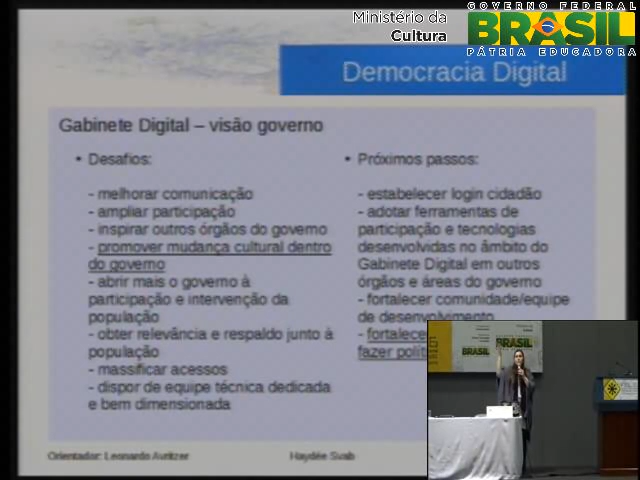 Ministério da
Cultura
GOVERNO FEDERAL
BRASIL
PÁTRIA EDUCADORA
Democracia Digital
Gabinete Digital – visão governo
• Desafios:
- melhorar comunicação
- ampliar participação
- inspirar outros órgãos do governo
- promover mudança cultural dentro
do governo
- abrir mais o governo à
participação e intervenção da
população
- obter relevância e respaldo junto à
população
- massificar acessos
- dispor de equipe técnica dedicada
e bem dimensionada
• Próximos passos:
- estabelecer login cidadão
- adotar ferramentas de
participação e tecnologias
desenvolvidas no âmbito do
Gabinete Digital em outros
órgãos e áreas do governo
- fortalecer comunidade/equipe
de desenvolvimento
- fortalece
fazer polít
BRASIL
BRASIL
Orientador: Leonardo Avritzer
Haydée Svab